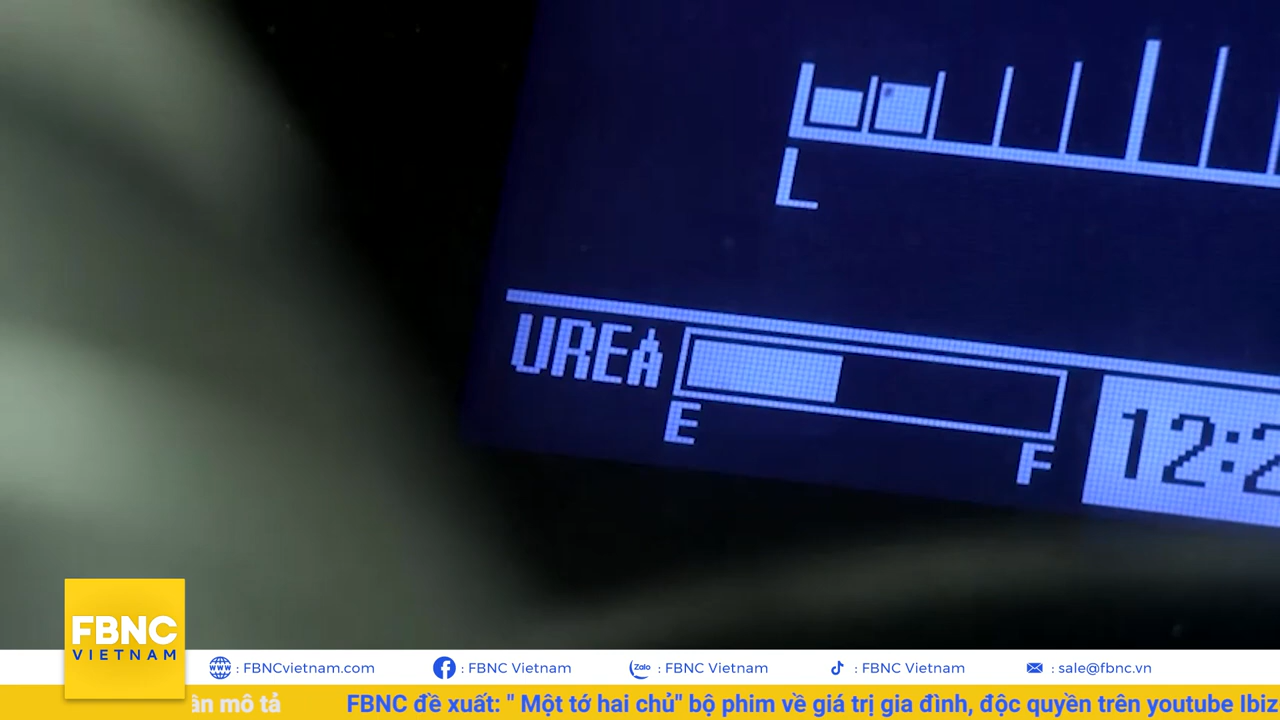 L
UREA
E
F
12:2
FBNC
VIETNAM
WWW : FBNCvietnam.com
: FBNC Vietnam
Zalo : FBNC Vietnam
: FBNC Vietnam
: sale@fbnc.vn
ần mô tả FBNC đề xuất: " Một tớ hai chủ" bộ phim về giá trị gia đình, độc quyền trên youtube Ibiz